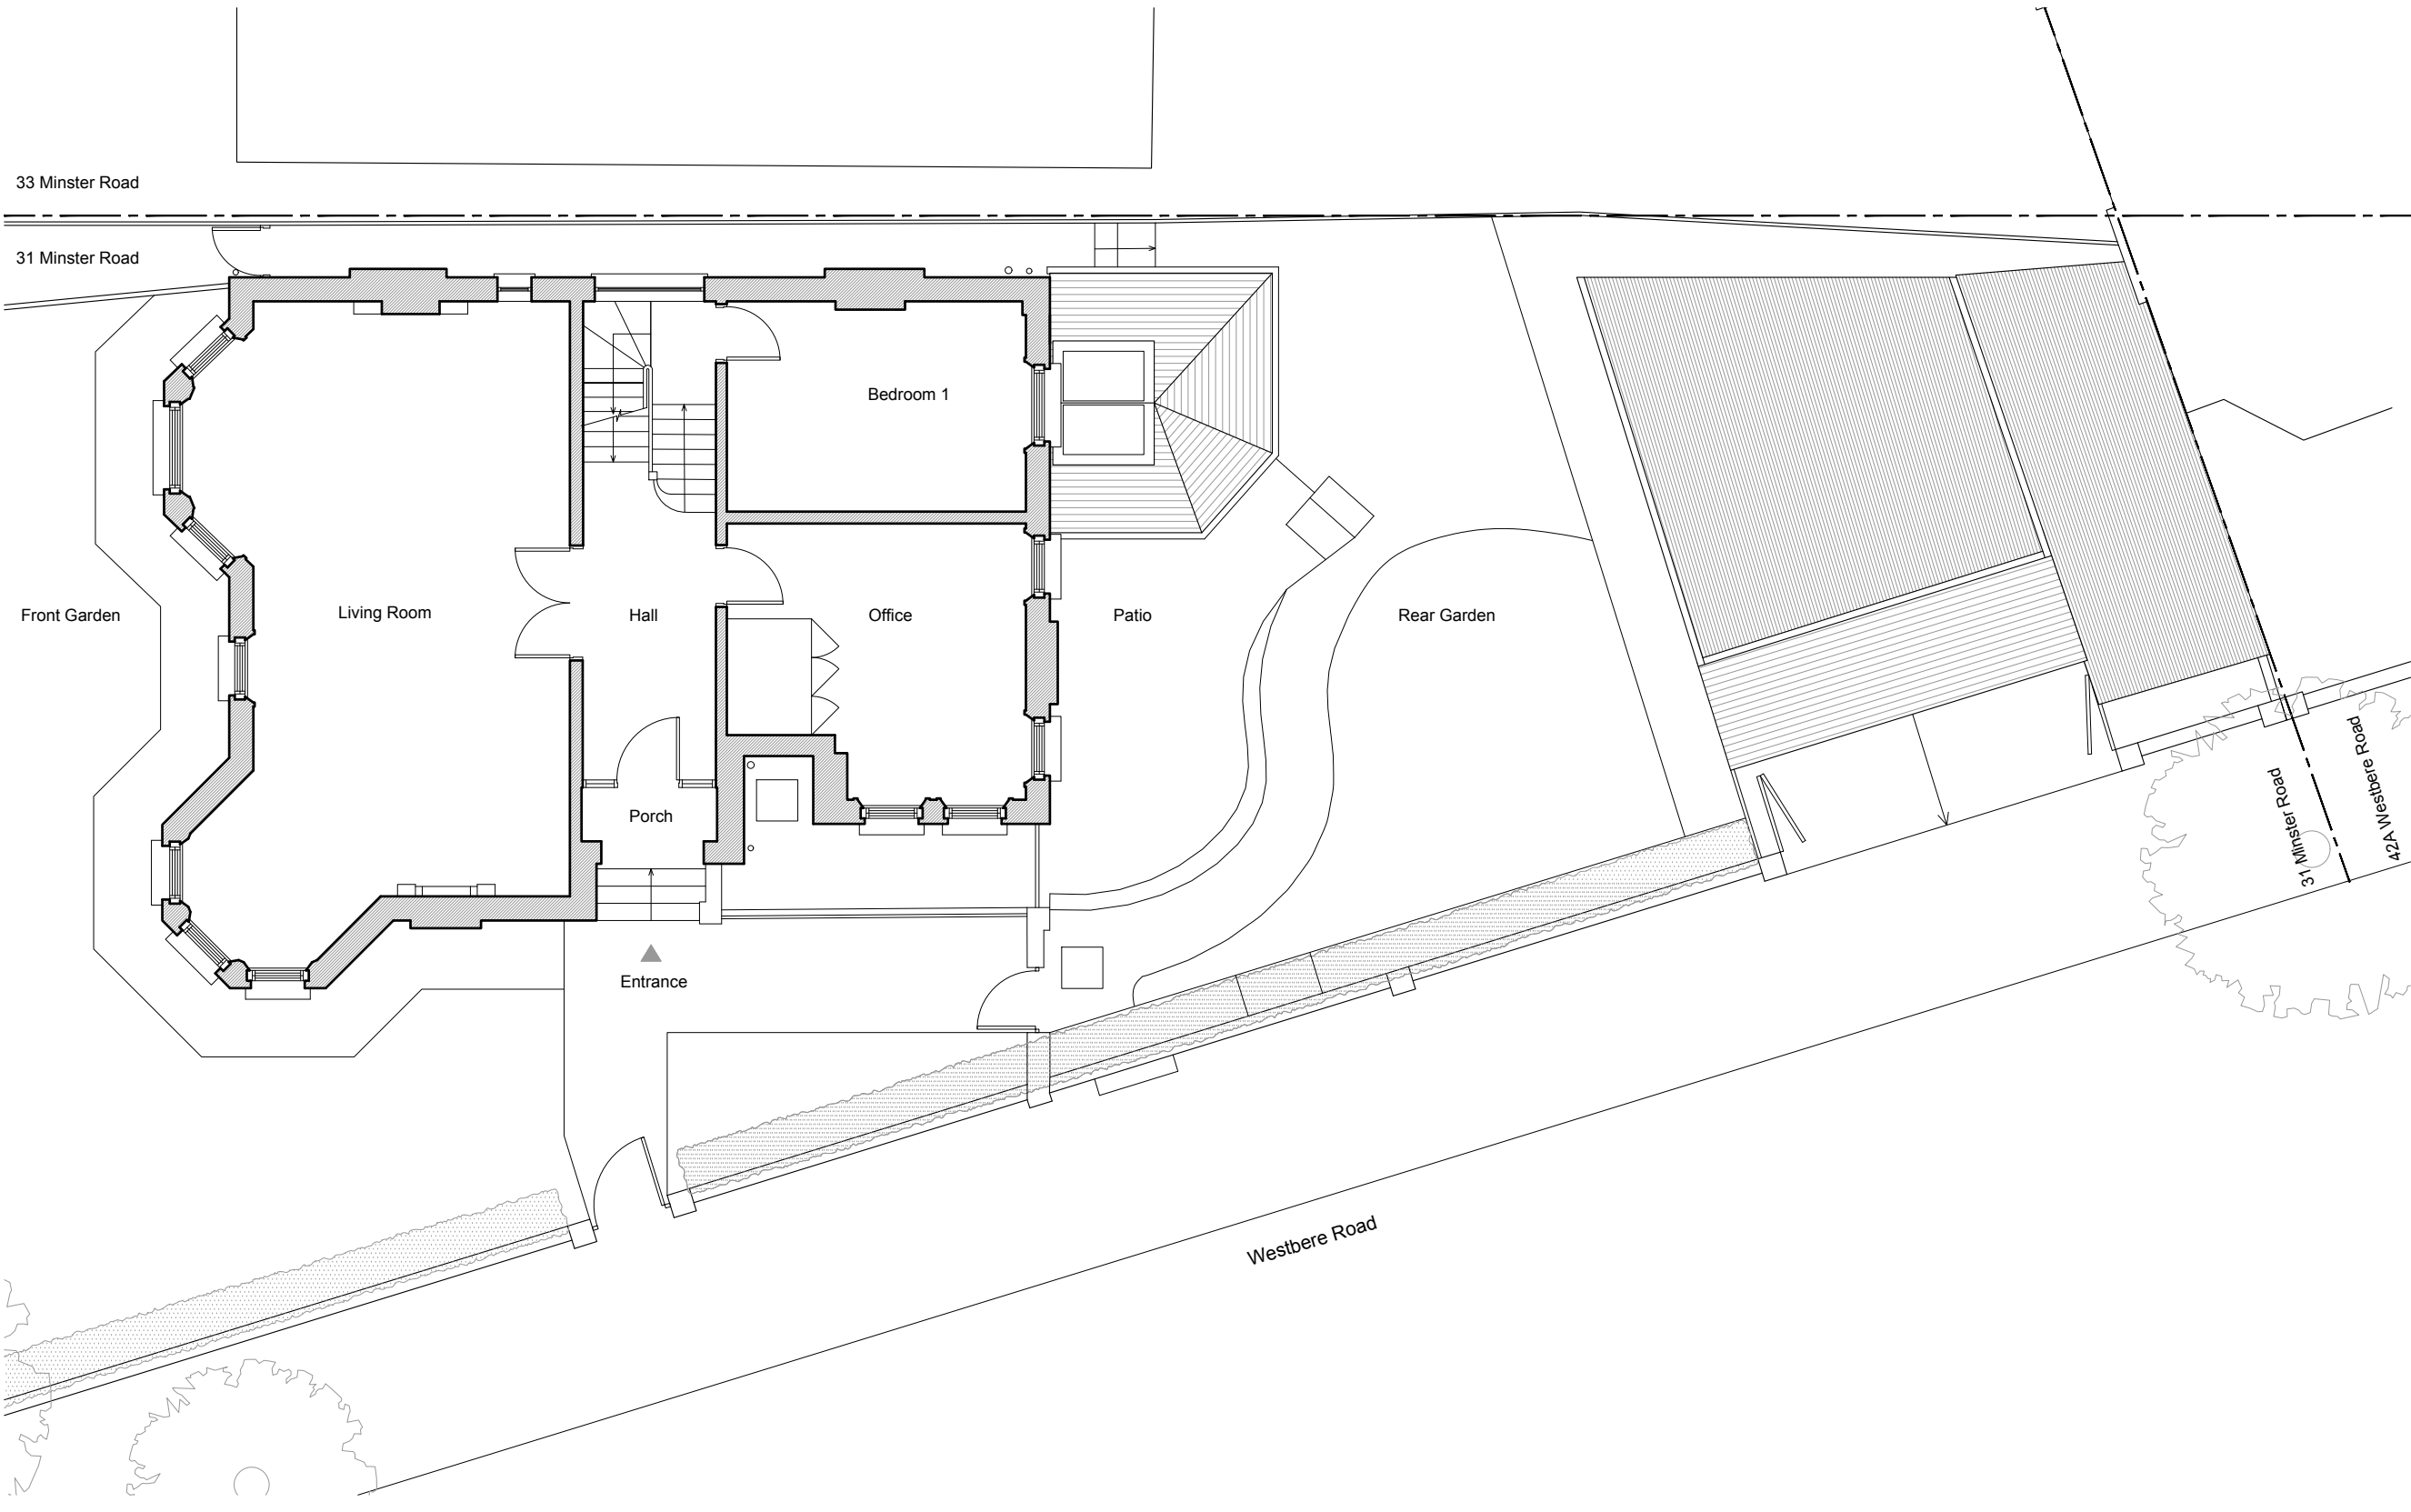 33 Minster Road
31 Minster Road
Bedroom 1
Front Garden
Living Room
Hall
Office
Patio
Rear Garden
Porch
Entrance
31 Minster Road
42A Westbere Road
Westbere Road